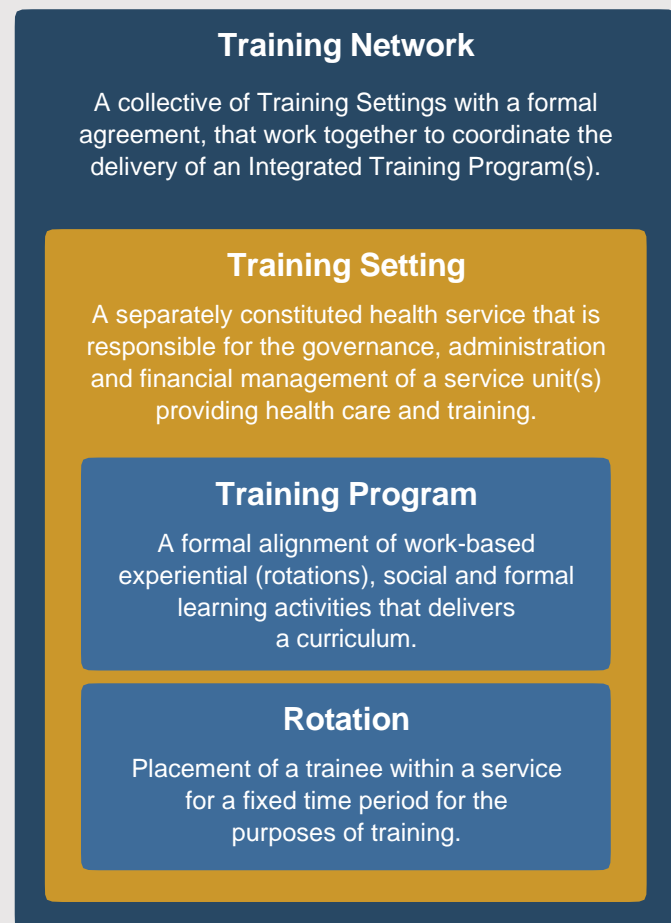 Training Network
A collective of Training Settings with a formal
agreement, that work together to coordinate the
delivery of an Integrated Training Program(s).
Training Setting
A separately constituted health service that is
responsible for the governance, administration
and financial management of a service unit(s)
providing health care and training.
Training Program
A formal alignment of work-based
experiential (rotations), social and formal
learning activities that delivers
a curriculum.
Rotation
Placement of a trainee within a service
for a fixed time period for the
purposes of training.